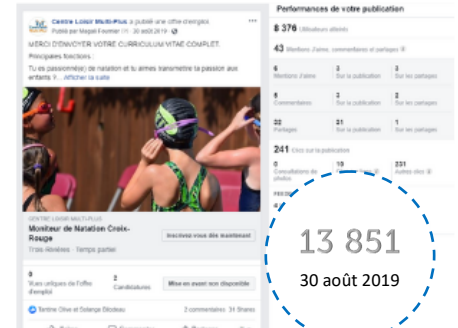 Centre Loisir Multi-Plus a publié une offre d'emploi.
Publié par Magali Fournier · 30 août 2019
MERCI D'ENVOYER VOTRE CURRICULUM VITAE COMPLET.
Principales fonctions :
Tu es passionné(e) de natation et tu aimes transmettre ta passion aux
enfants ?... Afficher la suite
CENTRE LOISIR MULTI-PLUS
Moniteur de Natation Croix-
Rouge
Trois-Rivières · Temps partiel
Inscrivez-vous dès maintenant
0
Vues uniques de l'offre
d'emploi
2
Candidatures
Mise en avant non disponible
Tantine Olive et Solange Bilodeau
2 commentaires 31 Shares
Performances de votre publication
8 376 Utilisateurs atteints
43 Mentions J'aime, commentaires et partages
6
Mentions J'aime
3
Sur la publication
3
Sur les partages
Commentaires
Sur la publication
2
Sur les partages
32
Partages
31
Sur la publication
1
Sur les partages
241 Clics sur la publication
0
Consultations de
photos
10
231
Autres clics
13 851
30 août 2019